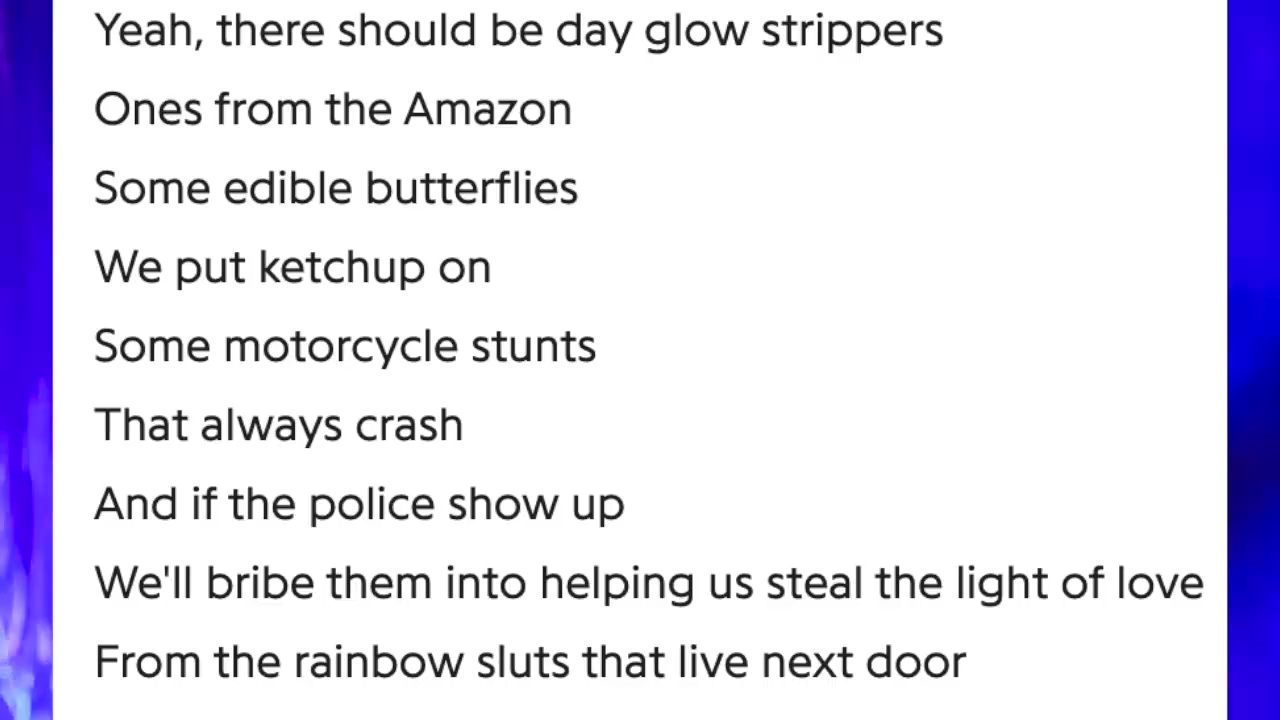 Yeah, there should be day glow strippers
Ones from the Amazon
Some edible butterflies
We put ketchup on
Some motorcycle stunts
That always crash
And if the police show up
We'll bribe them into helping us steal the light of love
From the rainbow sluts that live next door